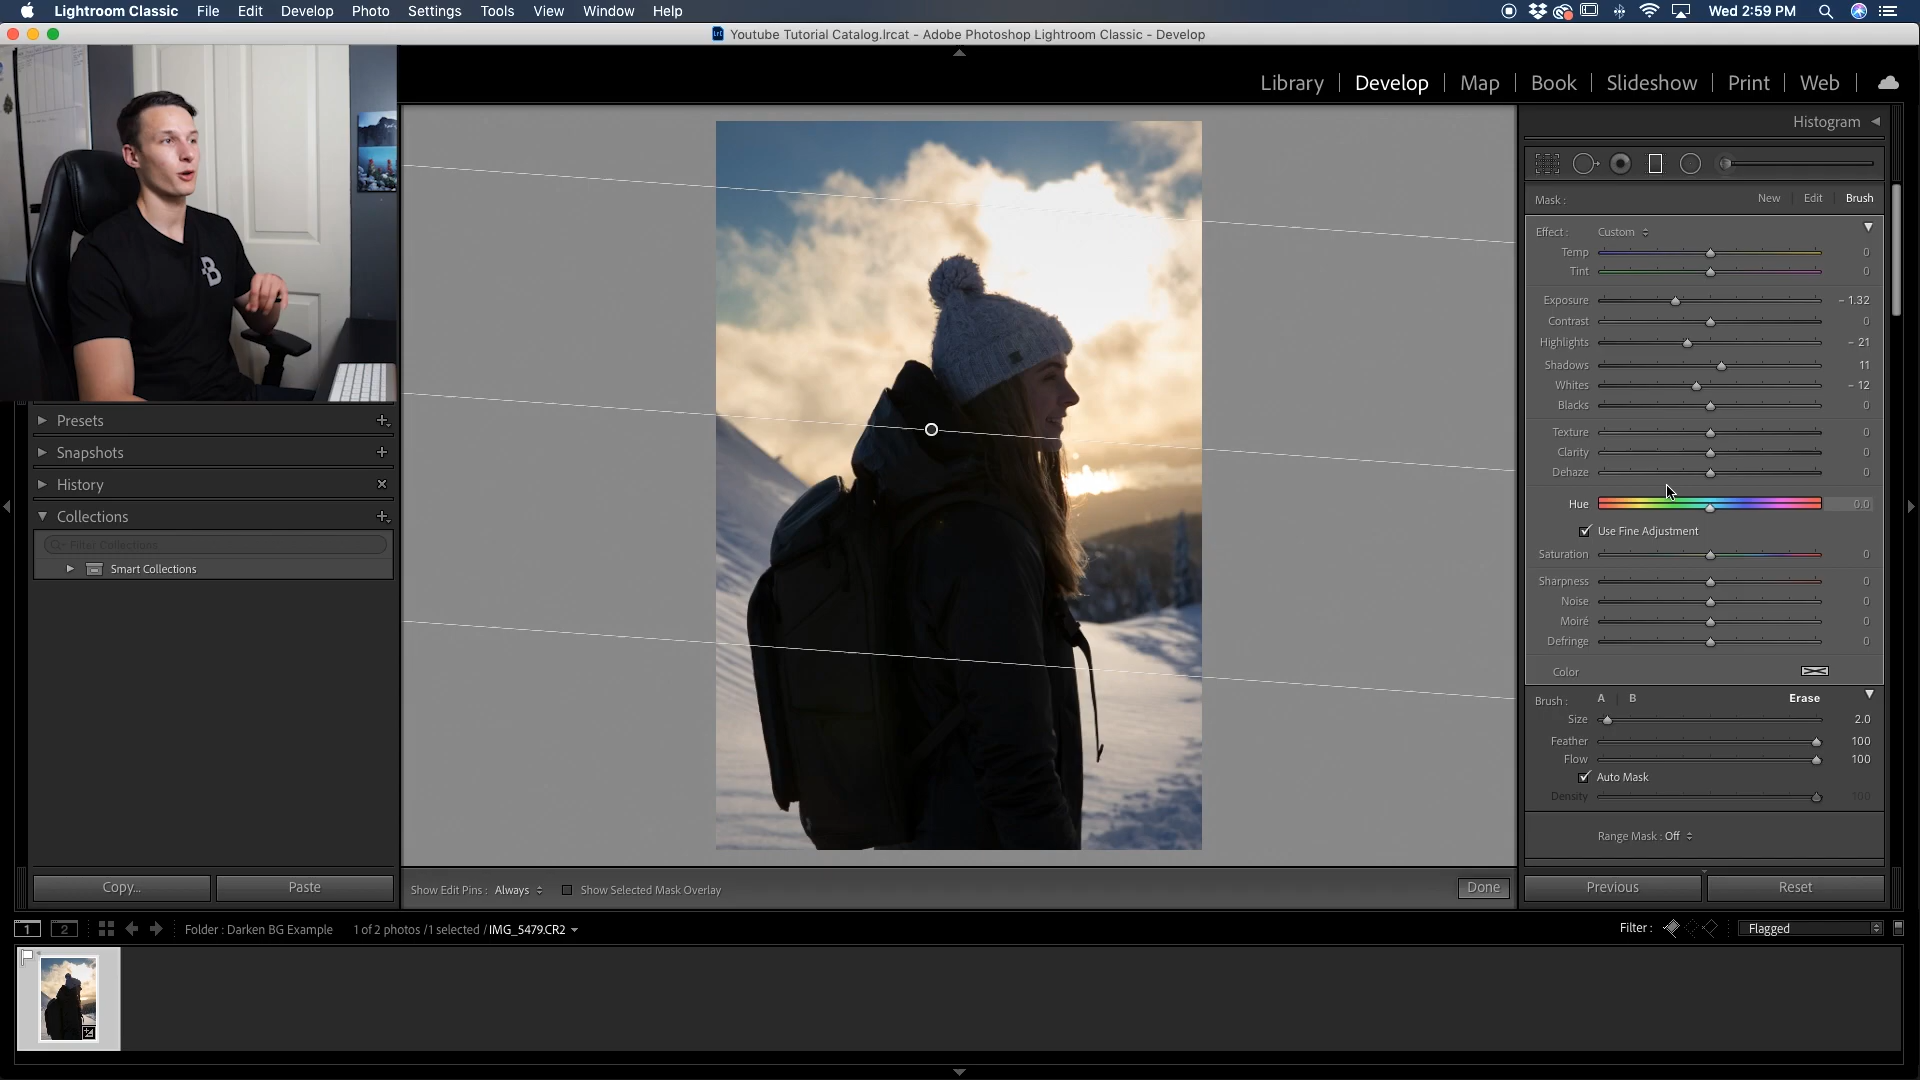 Lightroom Classic File Edit Develop Photo Settings Tools View Window Help Wed 2:59 PM
Youtube Tutorial Catalog.lrcat - Adobe Photoshop Lightroom Classic - Develop
Library Develop Map Book Slideshow Print Web
Histogram
Mask : New Edit Brush
Effect : Custom
Temp 0
Tint 0
Exposure - 1.32
Contrast 0
Highlights - 21
Shadows 11
Whites - 12
Blacks 0
Texture 0
Clarity 0
Dehaze 0
Hue 0.0
Use Fine Adjustment
Saturation 0
Sharpness 0
Noise 0
Moiré 0
Defringe 0
Color
Brush : A B Erase
Size 2.0
Feather 100
Flow 100
Auto Mask
Density 100
Range Mask : Off
Presets
Snapshots
History
Collections
Filter Collections
Smart Collections
Copy... Paste
Show Edit Pins : Always Show Selected Mask Overlay Done
Previous Reset
1 2 Folder : Darken BG Example 1 of 2 photos /1 selected / IMG_5479.CR2 Filter : Flagged